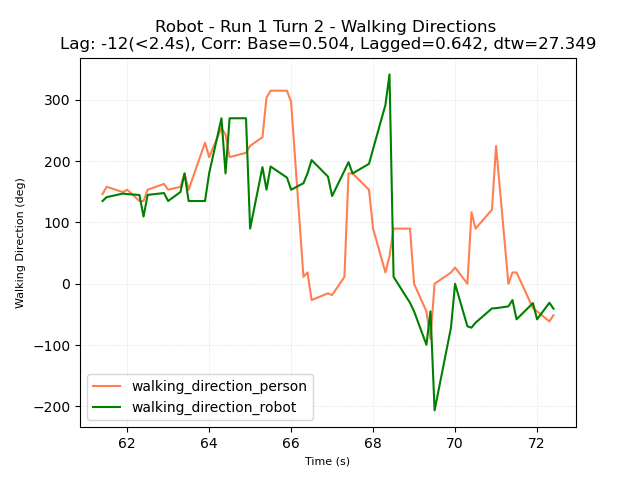 Robot - Run 1 Turn 2 - Walking Directions
Lag: -12(<2.4s), Corr: Base=0.504, Lagged=0.642, dtw=27.349
300
200
100
0
−100
−200
Walking Direction (deg)
walking_direction_person
walking_direction_robot
62 64 66 68 70 72
Time (s)